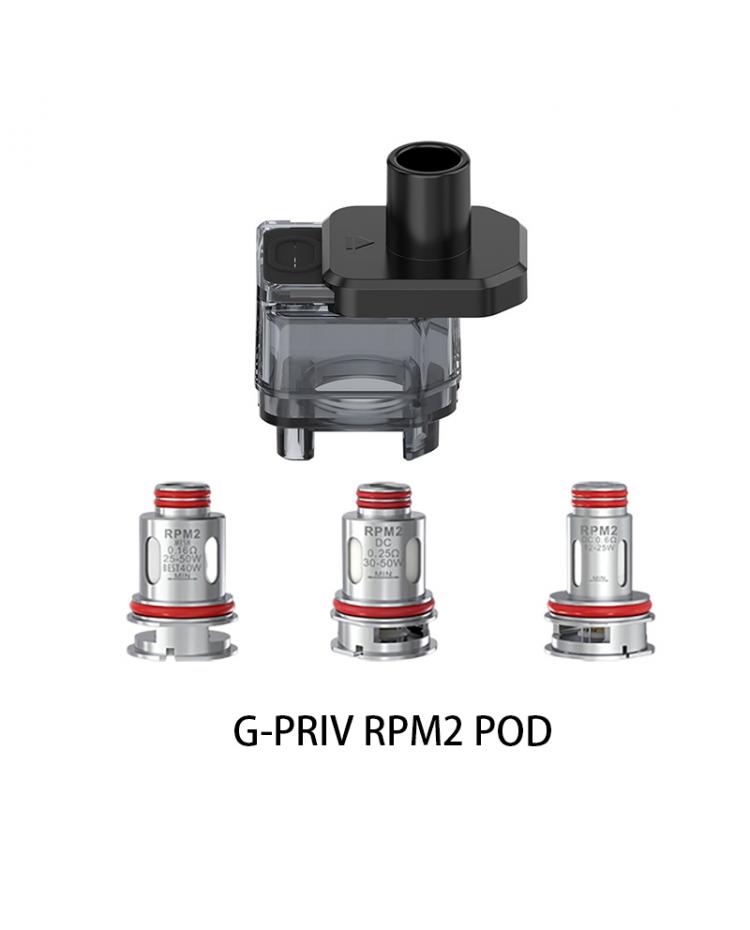 RPM2
MESH
0.16Ω
25-50W
BEST40W
MIN
RPM2
DC
0.25Ω
30-50W
MIN
RPM2
DC 0.6Ω
12-25W
MIN
G-PRIV RPM2 POD